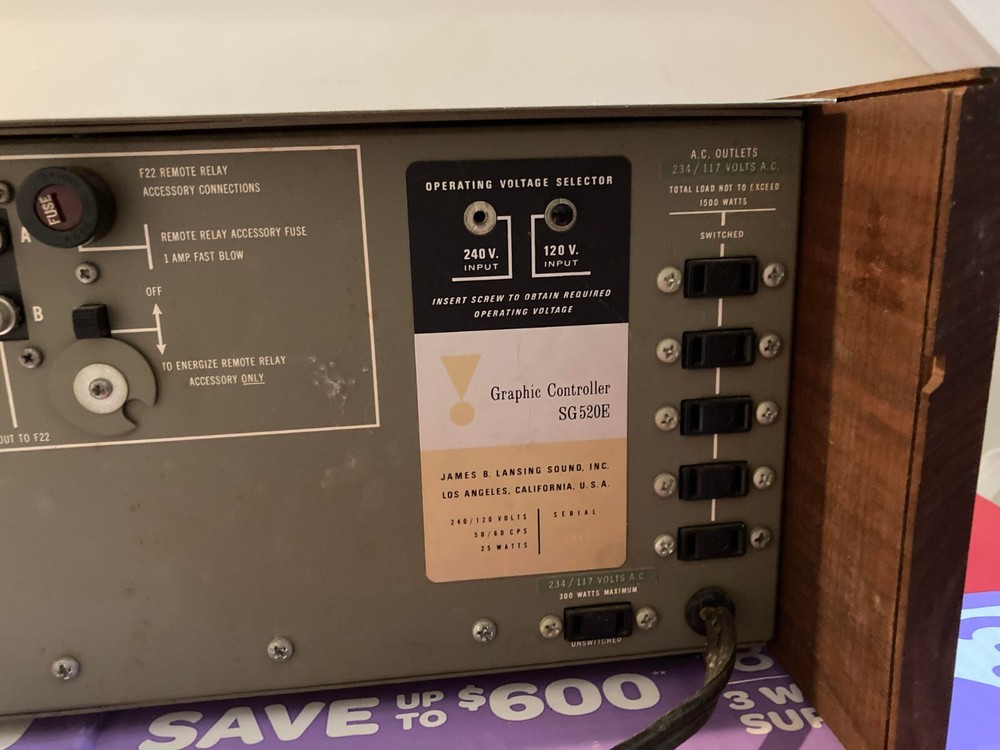 F22 REMOTE RELAY
ACCESSORY CONNECTIONS
FUSE
A
REMOTE RELAY ACCESSORY FUSE
1 AMP. FAST BLOW
OFF
B
TO ENERGIZE REMOTE RELAY
ACCESSORY ONLY
OUT TO F22
OPERATING VOLTAGE SELECTOR
240 V.
INPUT
120 V.
INPUT
INSERT SCREW TO OBTAIN REQUIRED
OPERATING VOLTAGE
Graphic Controller
SG520E
JAMES B. LANSING SOUND, INC.
LOS ANGELES, CALIFORNIA, U.S.A.
240/120 VOLTS
50/60 CPS
25 WATTS
SERIAL
A.C. OUTLETS
234/117 VOLTS A.C.
TOTAL LOAD NOT TO EXCEED
1500 WATTS
SWITCHED
234/117 VOLTS A.C.
300 WATTS MAXIMUM
UNSWITCHED
SAVE UP TO $600
3 W
SUP